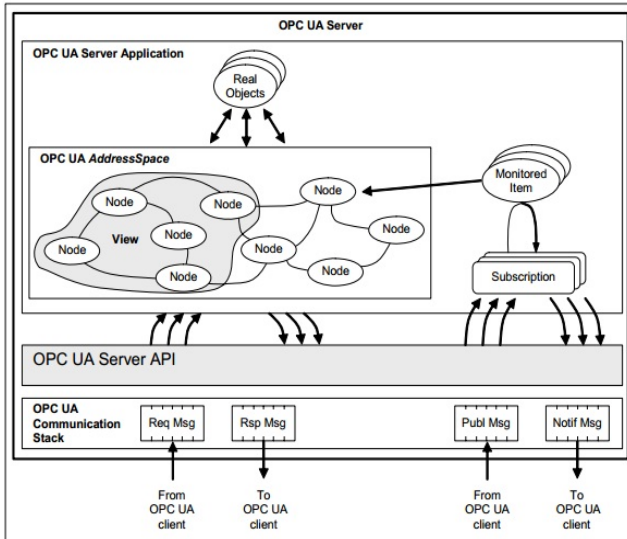 OPC UA Server
OPC UA Server Application
Real
Objects
OPC UA AddressSpace
Monitored
Item
Node
Node
Node
Node
View
Node
Node
Node
Node
Node
Subscription
OPC UA Server API
OPC UA
Communication
Stack
Req Msg
Rsp Msg
Publ Msg
Notif Msg
From
OPC UA
client
To
OPC UA
client
From
OPC UA
client
To
OPC UA
client